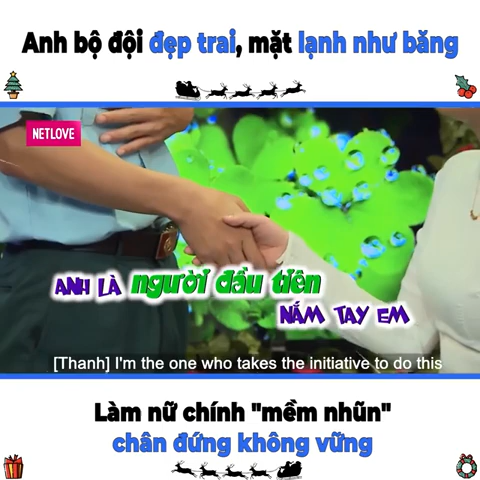 Anh bộ đội đẹp trai, mặt lạnh như băng
NETLOVE
ANH LÀ người đầu tiên
NẮM TAY EM
[Thanh] I'm the one who takes the initiative to do this
Làm nữ chính "mềm nhũn"
chân đứng không vững